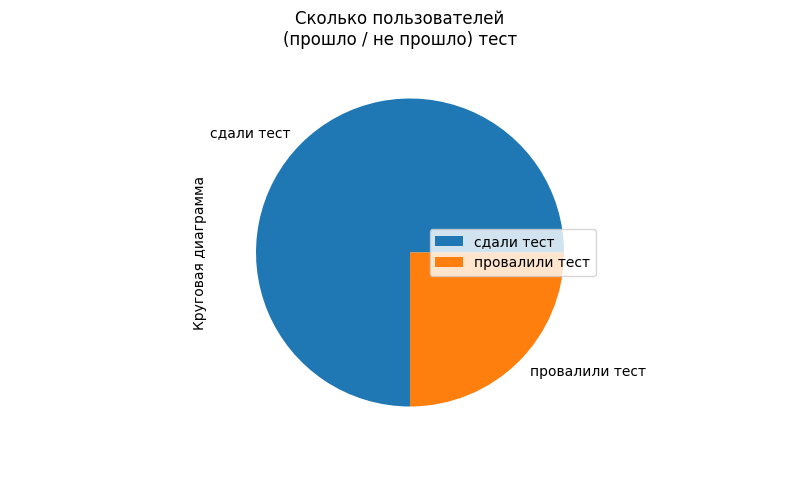 Сколько пользователей
(прошло / не прошло) тест
сдали тест
Круговая диаграмма
сдали тест
провалили тест
провалили тест